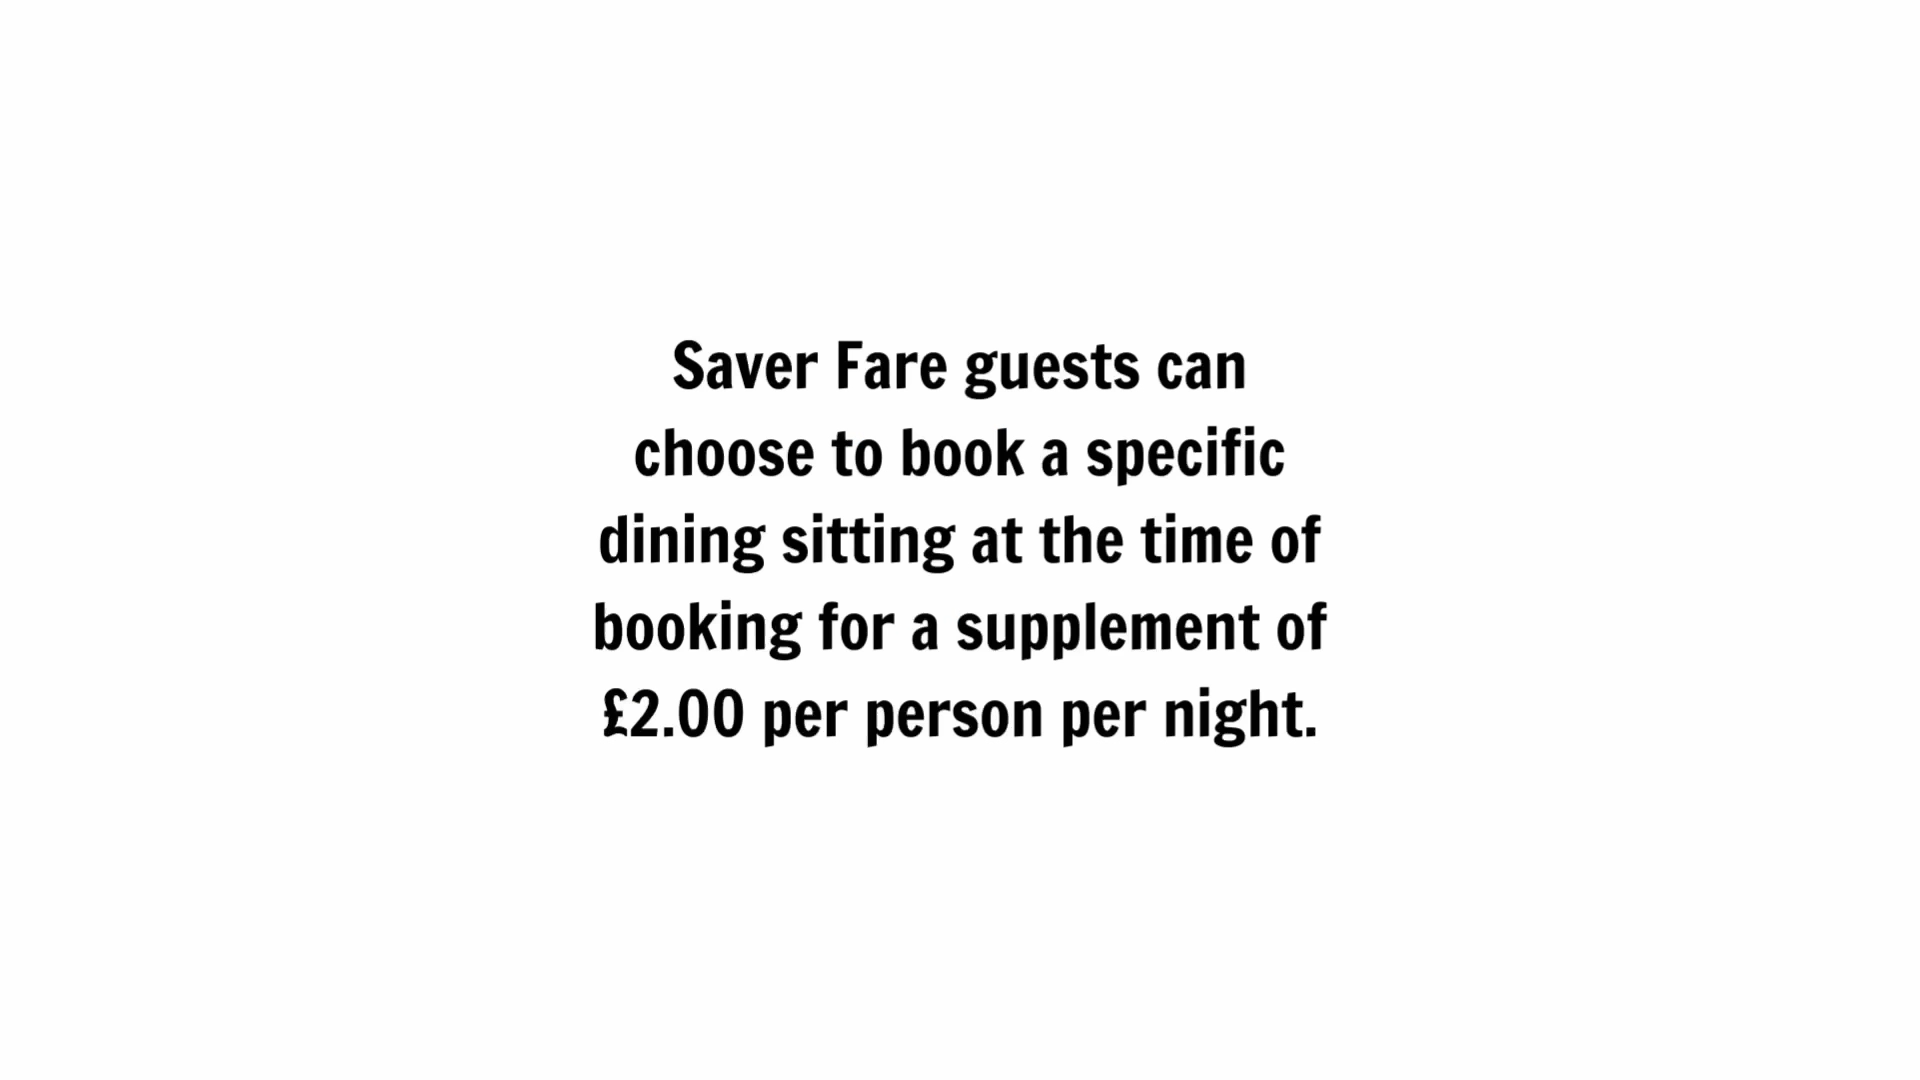 Saver Fare guests can
choose to book a specific
dining sitting at the time of
booking for a supplement of
£2.00 per person per night.